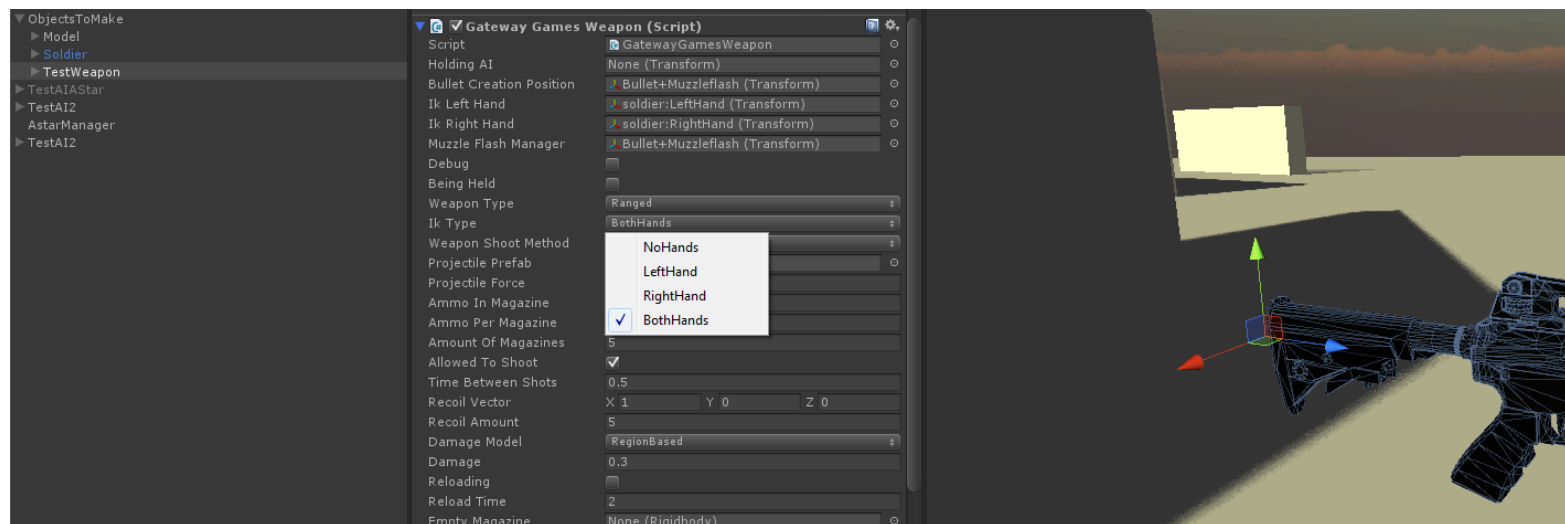 ObjectsToMake
Model
Soldier
TestWeapon
TestAIAStar
TestAI2
AstarManager
TestAI2
Gateway Games Weapon (Script)
Script GatewayGamesWeapon
Holding AI None (Transform)
Bullet Creation Position Bullet+Muzzleflash (Transform)
Ik Left Hand soldier:LeftHand (Transform)
Ik Right Hand soldier:RightHand (Transform)
Muzzle Flash Manager Bullet+Muzzleflash (Transform)
Debug
Being Held
Weapon Type Ranged
Ik Type BothHands
Weapon Shoot Method
NoHands
Projectile Prefab
LeftHand
Projectile Force
RightHand
Ammo In Magazine
Ammo Per Magazine
BothHands
Amount Of Magazines 5
Allowed To Shoot
Time Between Shots 0.5
Recoil Vector X 1 Y 0 Z 0
Recoil Amount 5
Damage Model RegionBased
Damage 0.3
Reloading
Reload Time 2
Empty Magazine None (Rigidbody)